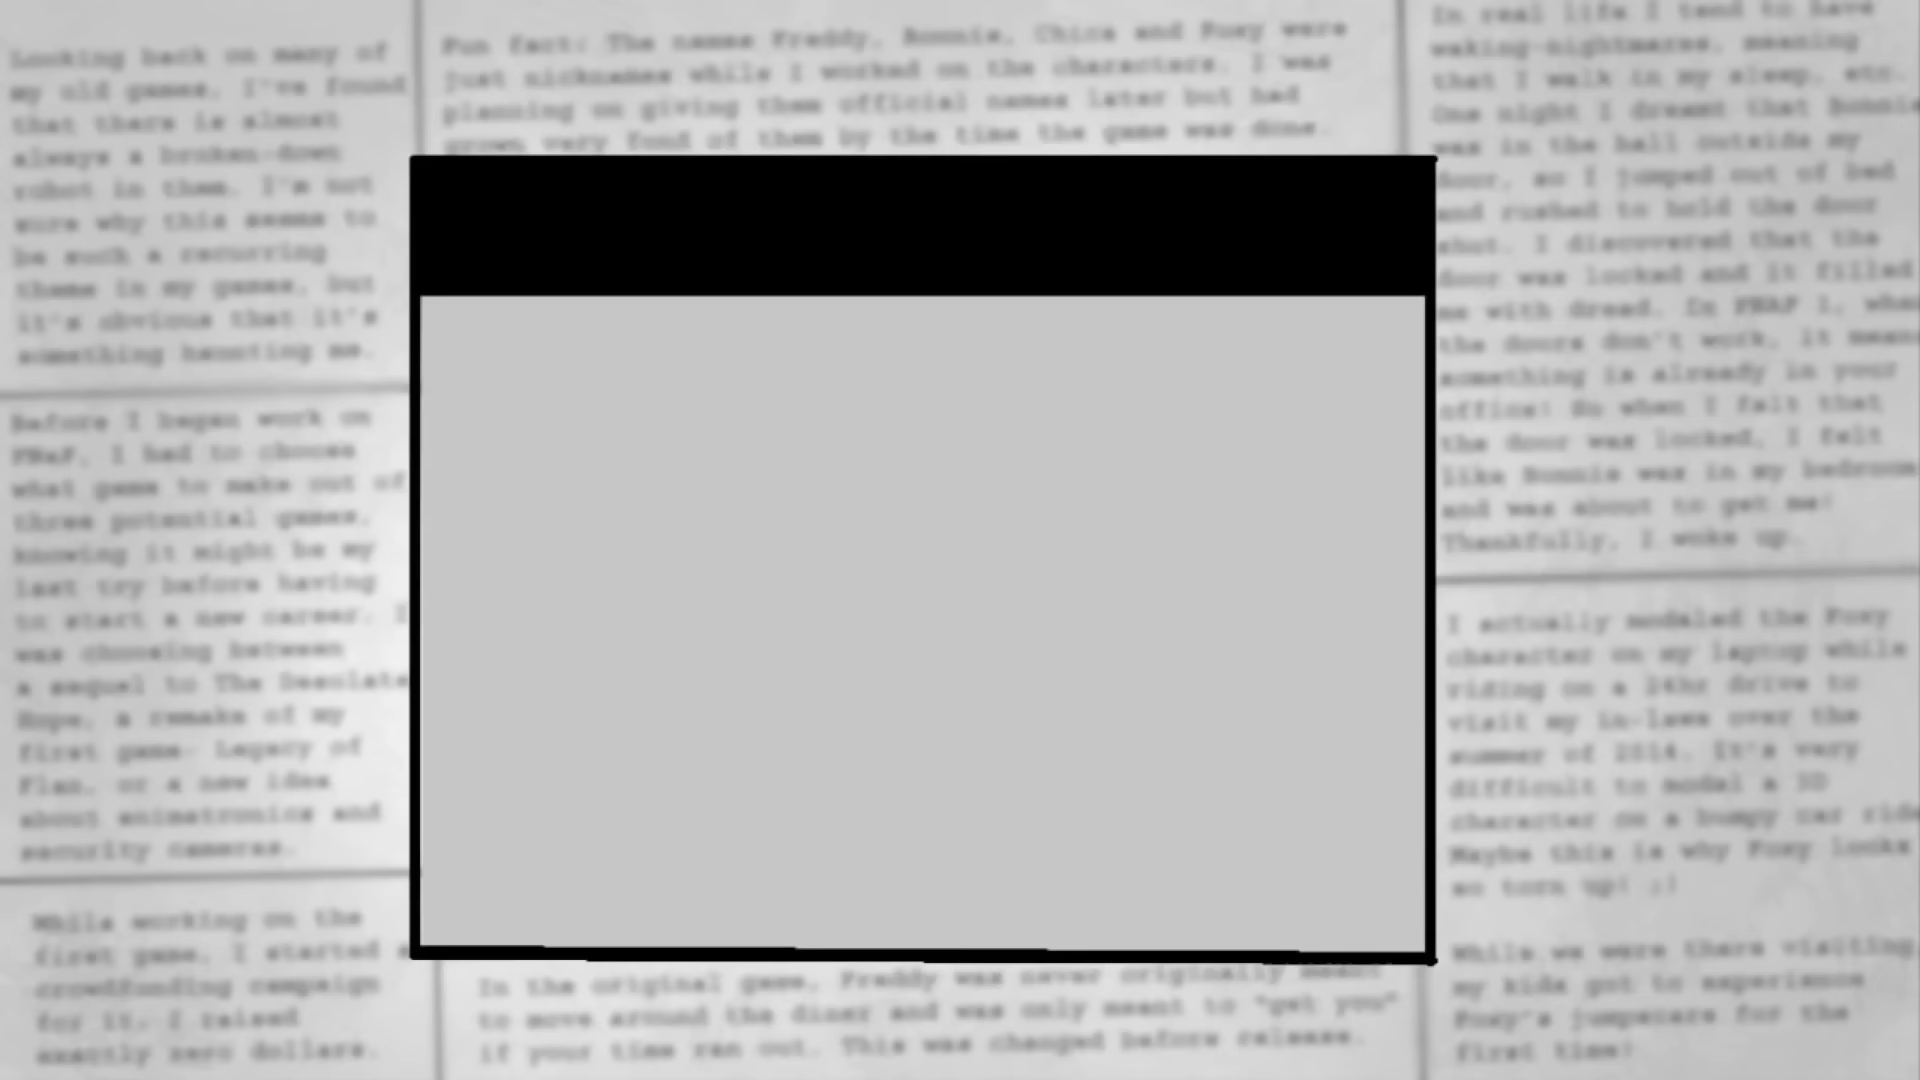 Looking back on many of
my old games, I've found
that there is almost
always a broken-down
robot in them. I'm not
sure why this seems to
be such a recurring
theme in my games, but
it's obvious that it's
something haunting me.
Before I began work on
FNaF, I had to choose
what game to make out of
three potential games,
knowing it might be my
last try before having
to start a new career. I
was choosing between
a sequel to The Desolate
Hope, a remake of my
first game- Legacy of
Flan, or a new idea
about animatronics and
security cameras.
While working on the
first game, I started a
crowdfunding campaign
for it. I raised
exactly zero dollars.
Fun fact: The names Freddy, Bonnie, Chica and Foxy were
just nicknames while I worked on the characters. I was
planning on giving them official names later but had
grown very fond of them by the time the game was done.
In the original game, Freddy was never originally meant
to move around the diner and was only meant to "get you"
if your time ran out. This was changed before release.
In real life I tend to have
waking-nightmares, meaning
that I walk in my sleep, etc.
One night I dreamt that Bonnie
was in the hall outside my
door, so I jumped out of bed
and rushed to hold the door
shut. I discovered that the
door was locked and it filled
me with dread. In FNAF 1, when
the doors don't work, it means
something is already in your
office! So when I felt that
the door was locked, I felt
like Bonnie was in my bedroom
and was about to get me!
Thankfully, I woke up.
I actually modeled the Foxy
character on my laptop while
riding on a 24hr drive to
visit my in-laws over the
summer of 2014. It's very
difficult to model a 3D
character on a bumpy car ride
Maybe this is why Foxy looks
so torn up! ;)
While we were there visiting,
my kids got to experience
Foxy's jumpscare for the
first time!